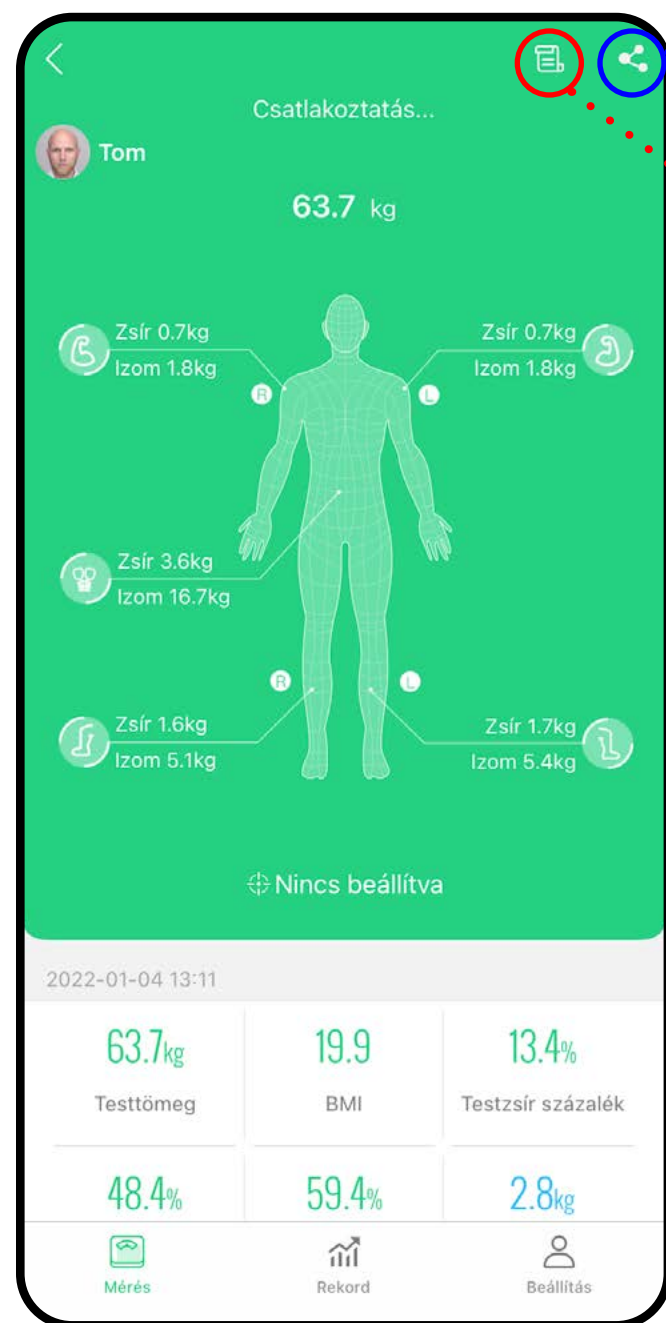 Csatlakoztatás...
Tom
63.7 kg
Zsír 0.7kg
Izom 1.8kg
Zsír 0.7kg
Izom 1.8kg
R
L
Zsír 3.6kg
Izom 16.7kg
R
L
Zsír 1.6kg
Izom 5.1kg
Zsír 1.7kg
Izom 5.4kg
Nincs beállítva
2022-01-04 13:11
63.7kg 19.9 13.4%
Testtömeg BMI Testzsír százalék
48.4% 59.4% 2.8kg
Mérés Rekord Beállítás